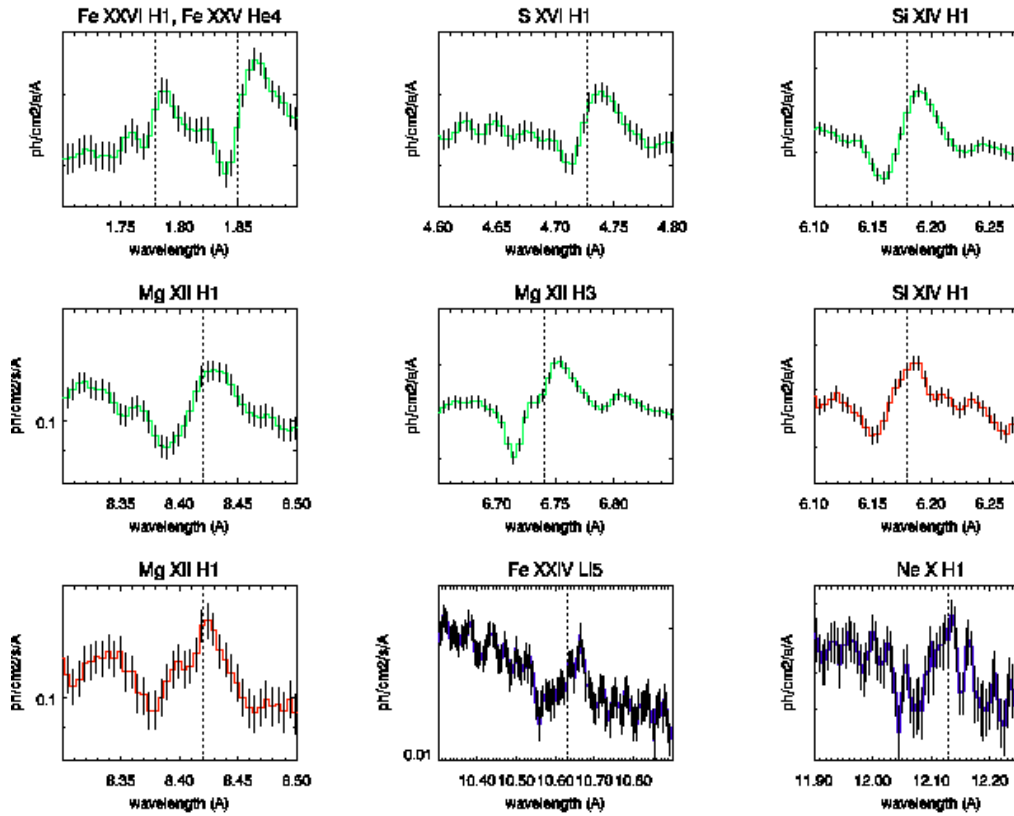 Fe XXVI H1, Fe XXV He4
S XVI H1
Si XIV H1
ph/cm2/s/A
ph/cm2/s/A
ph/cm2/s/A
1.75 1.80 1.85
4.60 4.65 4.70 4.75 4.80
6.10 6.15 6.20 6.25
wavelength (A)
wavelength (A)
wavelength (A)
Mg XII H1
Mg XII H3
Si XIV H1
ph/cm2/s/A
ph/cm2/s/A
ph/cm2/s/A
0.1
8.35 8.40 8.45 8.50
6.70 6.75 6.80
6.10 6.15 6.20 6.25
wavelength (A)
wavelength (A)
wavelength (A)
Mg XII H1
Fe XXIV Li5
Ne X H1
ph/cm2/s/A
ph/cm2/s/A
ph/cm2/s/A
0.1
0.01
8.35 8.40 8.45 8.50
10.40 10.50 10.60 10.70 10.80
11.90 12.00 12.10 12.20
wavelength (A)
wavelength (A)
wavelength (A)